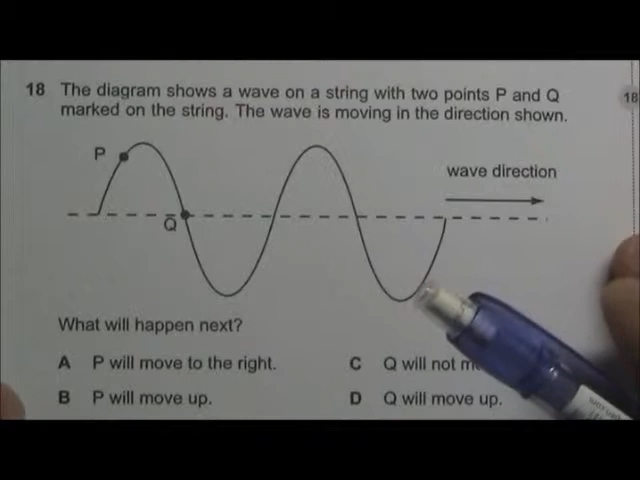 18 The diagram shows a wave on a string with two points P and Q
marked on the string. The wave is moving in the direction shown.
18
P
wave direction
Q
What will happen next?
A P will move to the right.
C Q will not
B P will move up.
D Q will move up.